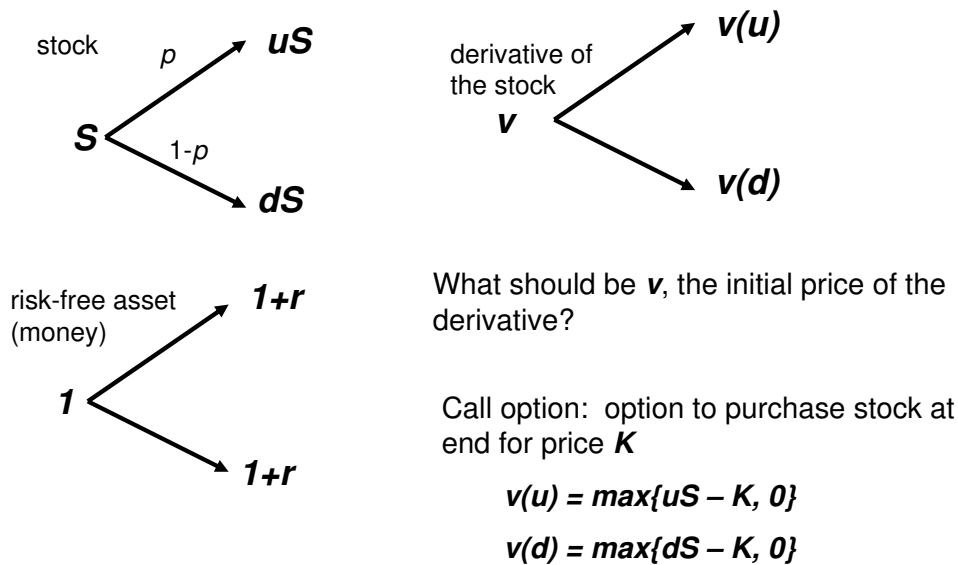 stock
p
uS
S
1-p
dS
derivative of
the stock
v
v(u)
v(d)
risk-free asset
(money)
1
1+r
1+r
What should be v, the initial price of the
derivative?
Call option: option to purchase stock at
end for price K
v(u) = max{uS – K, 0}
v(d) = max{dS – K, 0}